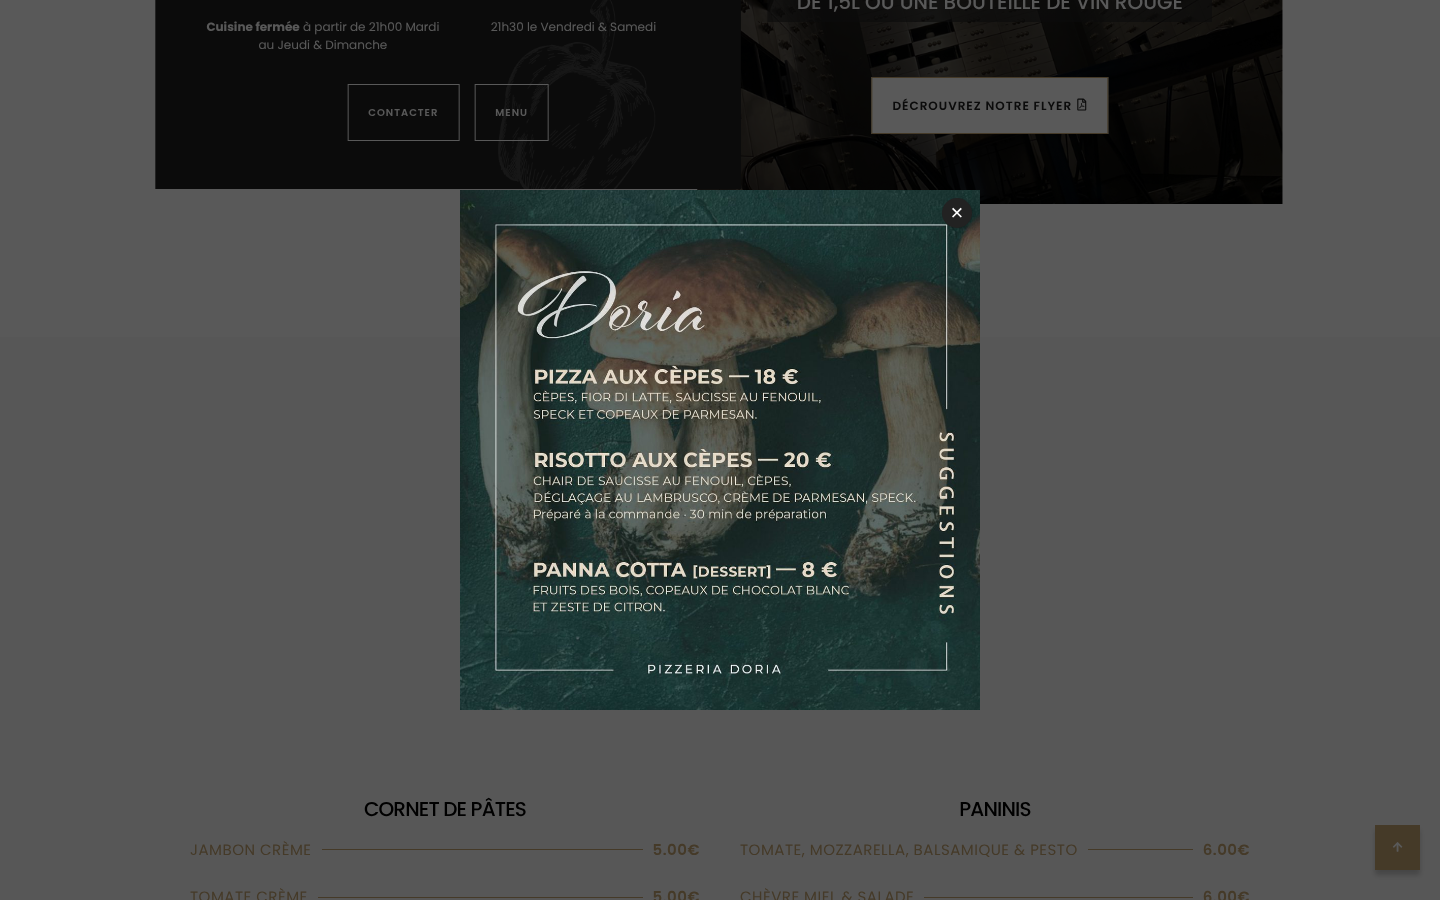 DE 1,5L OU UNE BOUTEILLE DE VIN ROUGE
Cuisine fermée à partir de 21h00 Mardi
au Jeudi & Dimanche
21h30 le Vendredi & Samedi
CONTACTER
MENU
DÉCROUVREZ NOTRE FLYER
Doria
PIZZA AUX CÈPES — 18 €
CÈPES, FIOR DI LATTE, SAUCISSE AU FENOUIL,
SPECK ET COPEAUX DE PARMESAN.
RISOTTO AUX CÈPES — 20 €
CHAIR DE SAUCISSE AU FENOUIL, CÈPES,
DÉGLAÇAGE AU LAMBRUSCO, CRÈME DE PARMESAN, SPECK.
Préparé à la commande · 30 min de préparation
PANNA COTTA [DESSERT] — 8 €
FRUITS DES BOIS, COPEAUX DE CHOCOLAT BLANC
ET ZESTE DE CITRON.
SUGGESTIONS
PIZZERIA DORIA
CORNET DE PÂTES
JAMBON CRÈME 5.00€
TOMATE CRÈME 5.00€
PANINIS
TOMATE, MOZZARELLA, BALSAMIQUE & PESTO 6.00€
CHÈVRE MIEL & SALADE 6.00€